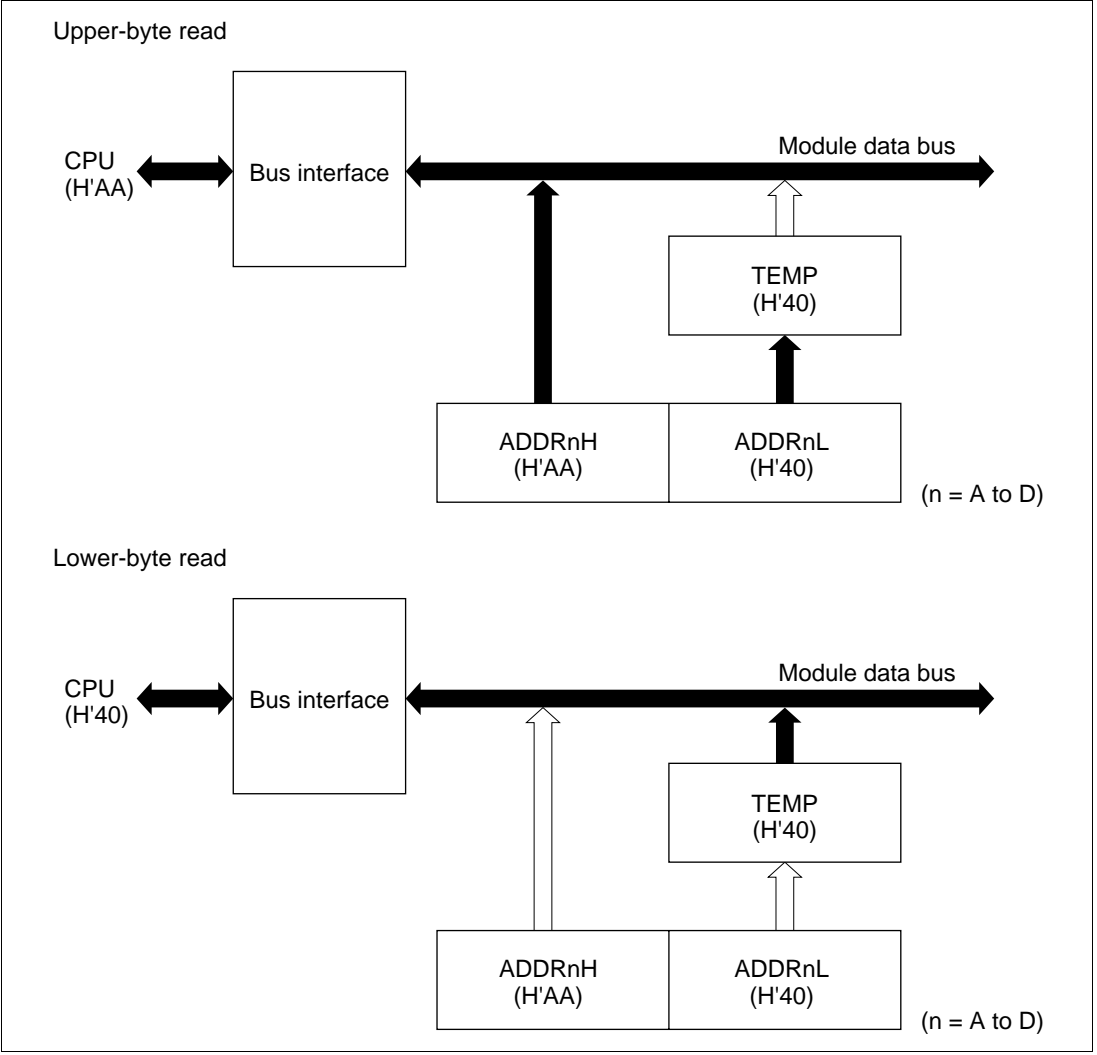 Upper-byte read
CPU
(H'AA)
Bus interface
Module data bus
TEMP
(H'40)
ADDRnH
(H'AA)
ADDRnL
(H'40)
(n = A to D)
Lower-byte read
CPU
(H'40)
Bus interface
Module data bus
TEMP
(H'40)
ADDRnH
(H'AA)
ADDRnL
(H'40)
(n = A to D)